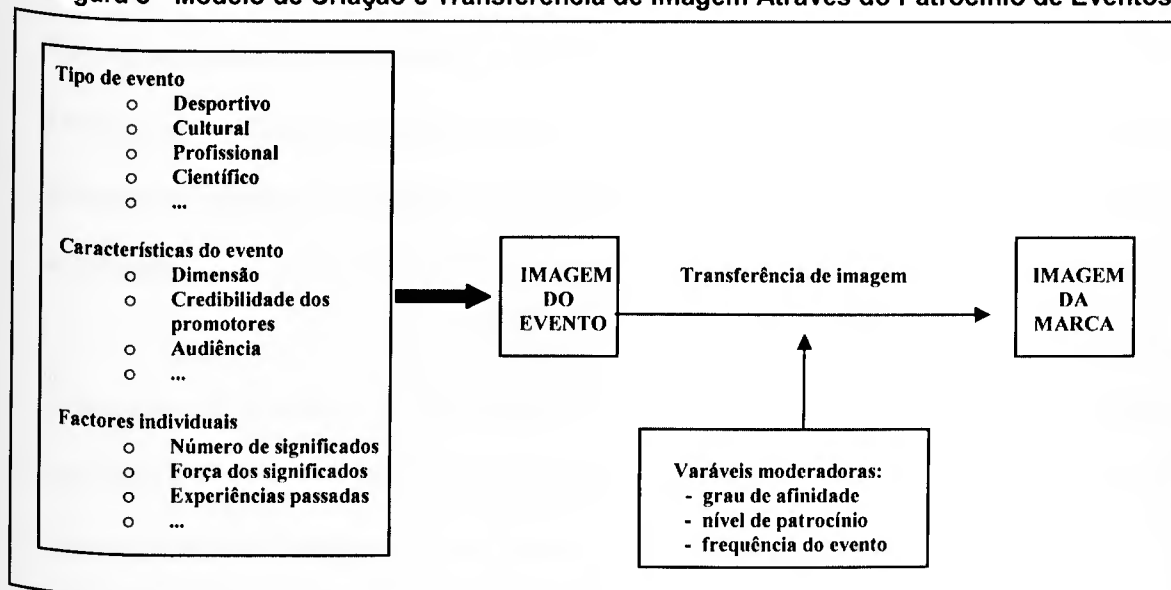 gura 3 - Modelo de Criação e Transferência de Imagem Através do Patrocínio de Eventos
Tipo de evento
o Desportivo
o Cultural
o Profissional
o Científico
o ...
Características do evento
o Dimensão
o Credibilidade dos
promotores
o Audiência
o ...
Factores individuais
o Número de significados
o Força dos significados
o Experiências passadas
o ...
IMAGEM
DO
EVENTO
Transferência de imagem
IMAGEM
DA
MARCA
Varáveis moderadoras:
- grau de afinidade
- nível de patrocínio
- frequência do evento